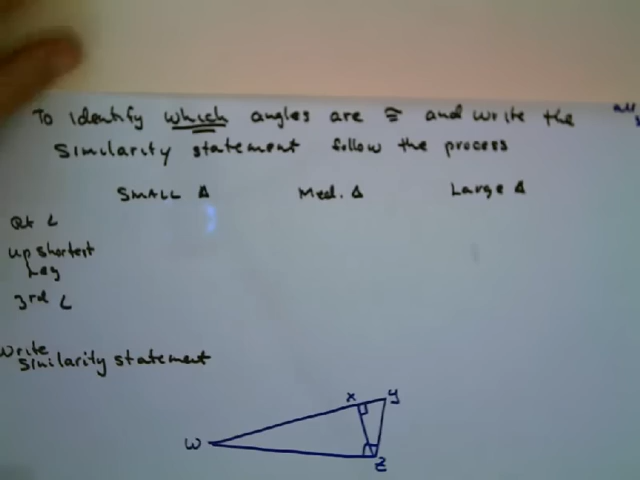 To identify which angles are ≅ and write the
Similarity statement follow the process
SMALL Δ Med. Δ Large Δ
Rt ∠
up shortest
Leg
3rd ∠
Write
Similarity statement
X Y
W
Z